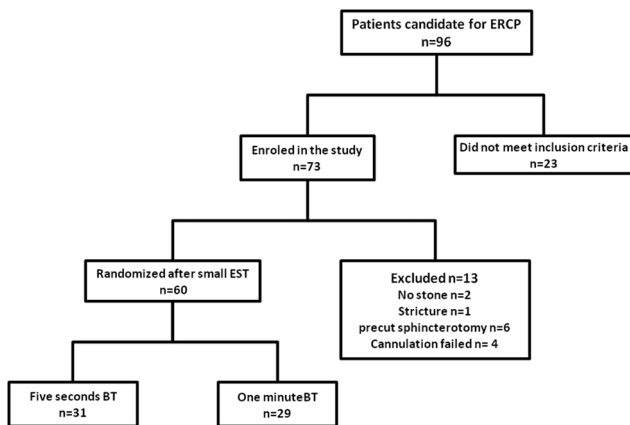 Patients candidate for ERCP
n=96
Enroled in the study
n=73
Did not meet inclusion criteria
n=23
Randomized after small EST
n=60
Excluded n=13
No stone n=2
Stricture n=1
precut sphincterotomy n=6
Cannulation failed n= 4
Five seconds BT
n=31
One minuteBT
n=29